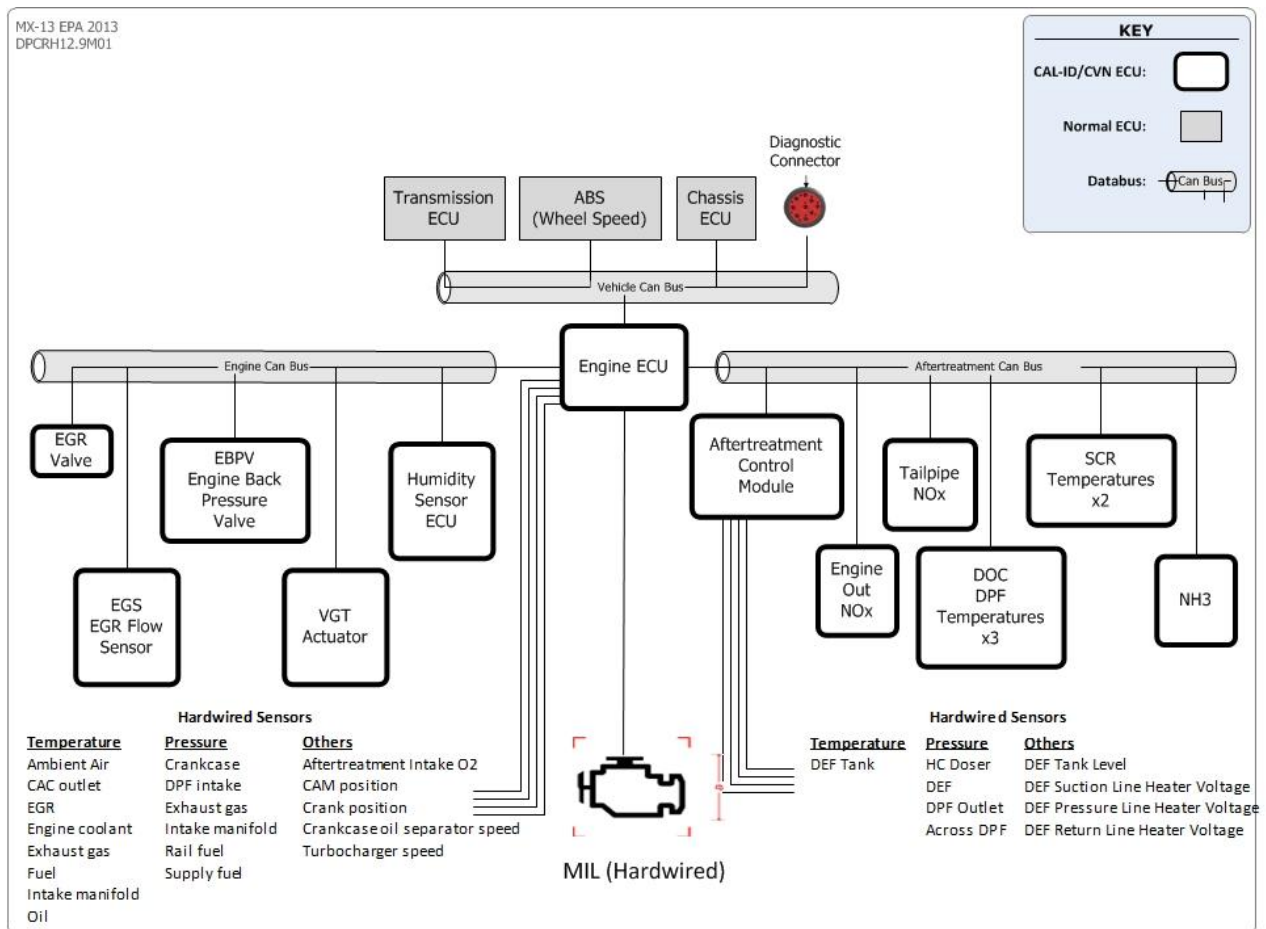 MX-13 EPA 2013
DPCRH12.9M01
KEY
CAL-ID/CVN ECU:
Normal ECU:
Databus:
Can Bus
Diagnostic
Connector
Transmission
ECU
ABS
(Wheel Speed)
Chassis
ECU
Vehicle Can Bus
Engine Can Bus
Engine ECU
Aftertreatment Can Bus
EGR
Valve
EBPV
Engine Back
Pressure
Valve
Humidity
Sensor
ECU
EGS
EGR Flow
Sensor
VGT
Actuator
Aftertreatment
Control
Module
Tailpipe
NOx
SCR
Temperatures
x2
Engine
Out
NOx
DOC
DPF
Temperatures
x3
NH3
Hardwired Sensors
Temperature
Ambient Air
CAC outlet
EGR
Engine coolant
Exhaust gas
Fuel
Intake manifold
Oil
Pressure
Crankcase
DPF intake
Exhaust gas
Intake manifold
Rail fuel
Supply fuel
Others
Aftertreatment Intake O2
CAM position
Crank position
Crankcase oil separator speed
Turbocharger speed
MIL (Hardwired)
Hardwired Sensors
Temperature
DEF Tank
Pressure
HC Doser
DEF
DPF Outlet
Across DPF
Others
DEF Tank Level
DEF Suction Line Heater Voltage
DEF Pressure Line Heater Voltage
DEF Return Line Heater Voltage